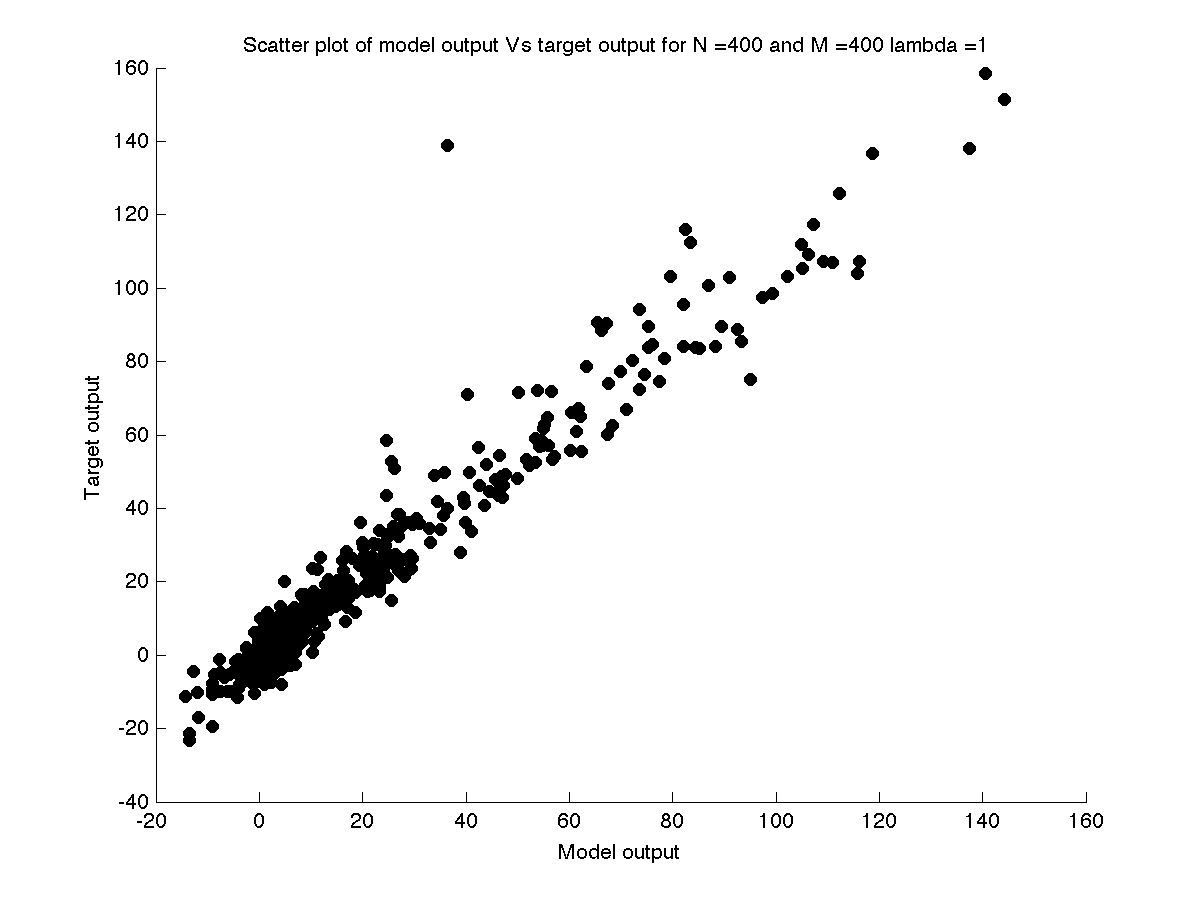 Scatter plot of model output Vs target output for N =400 and M =400 lambda =1
160
140
120
100
80
60
40
20
0
-20
-40
Target output
-20 0 20 40 60 80 100 120 140 160
Model output